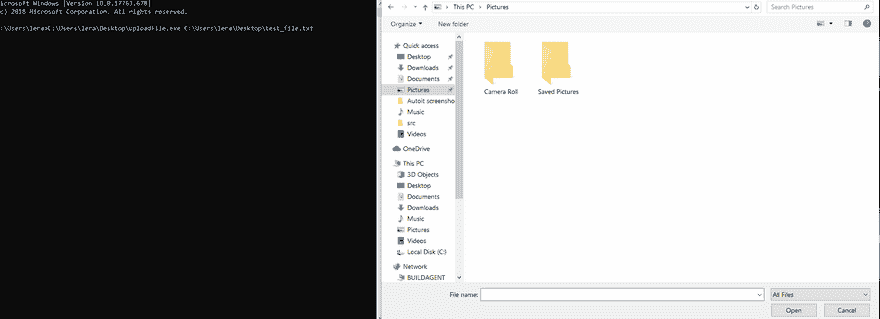 icrosoft Windows [Version 10.0.17763.678]
c) 2018 Microsoft Corporation. All rights reserved.
:\Users\lera>C:\Users\lera\Desktop\uploadFile.exe C:\Users\lera\Desktop\test_file.txt
This PC > Pictures
Search Pictures
Organize
New folder
Quick access
Desktop
Downloads
Documents
Pictures
AutoIt screensho
Music
src
Videos
OneDrive
This PC
3D Objects
Desktop
Documents
Downloads
Music
Pictures
Videos
Local Disk (C:)
Network
BUILDAGENT
Camera Roll
Saved Pictures
File name:
All Files
Open
Cancel